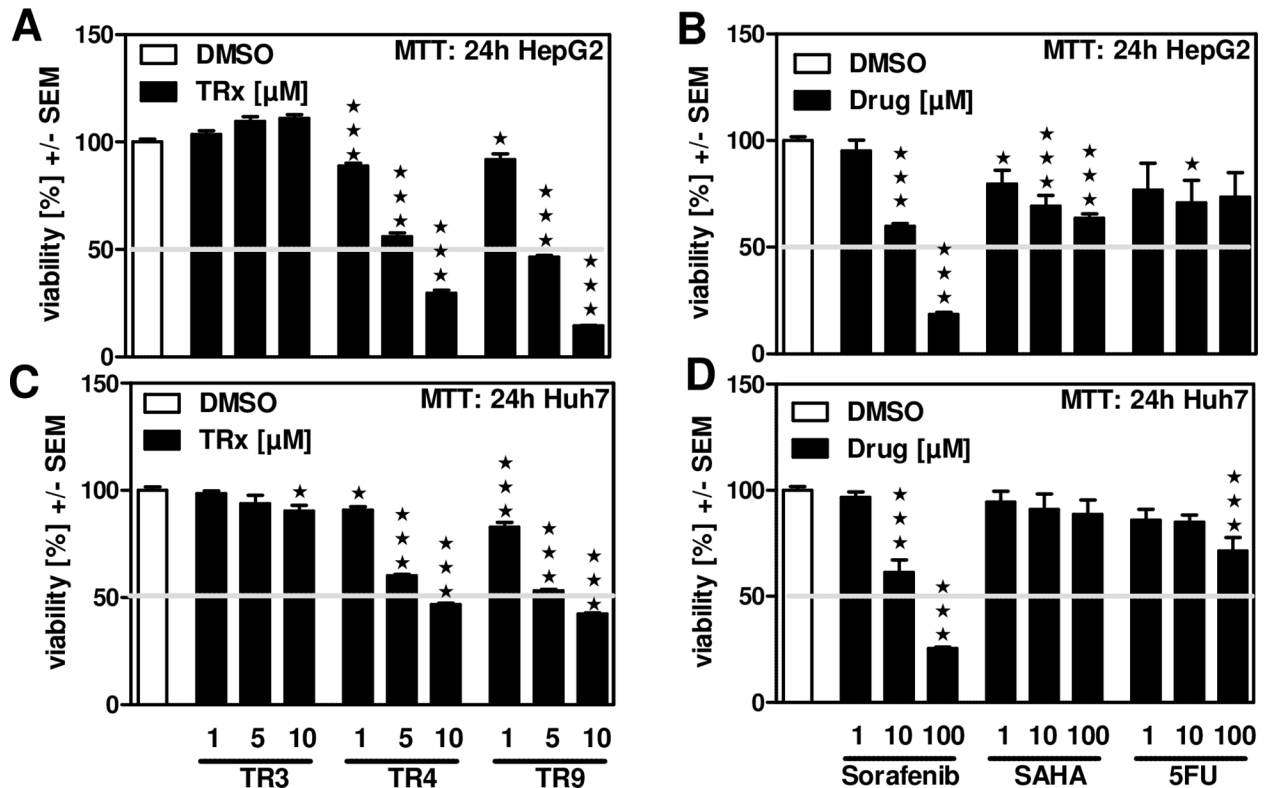 A
150
100
50
0
viability [%] +/- SEM
DMSO
TRx [µM]
MTT: 24h HepG2
B
150
100
50
0
viability [%] +/- SEM
DMSO
Drug [µM]
MTT: 24h HepG2
C
150
100
50
0
viability [%] +/- SEM
DMSO
TRx [µM]
MTT: 24h Huh7
1 5 10 1 5 10 1 5 10
TR3 TR4 TR9
D
150
100
50
0
viability [%] +/- SEM
DMSO
Drug [µM]
MTT: 24h Huh7
1 10 100 1 10 100 1 10 100
Sorafenib SAHA 5FU